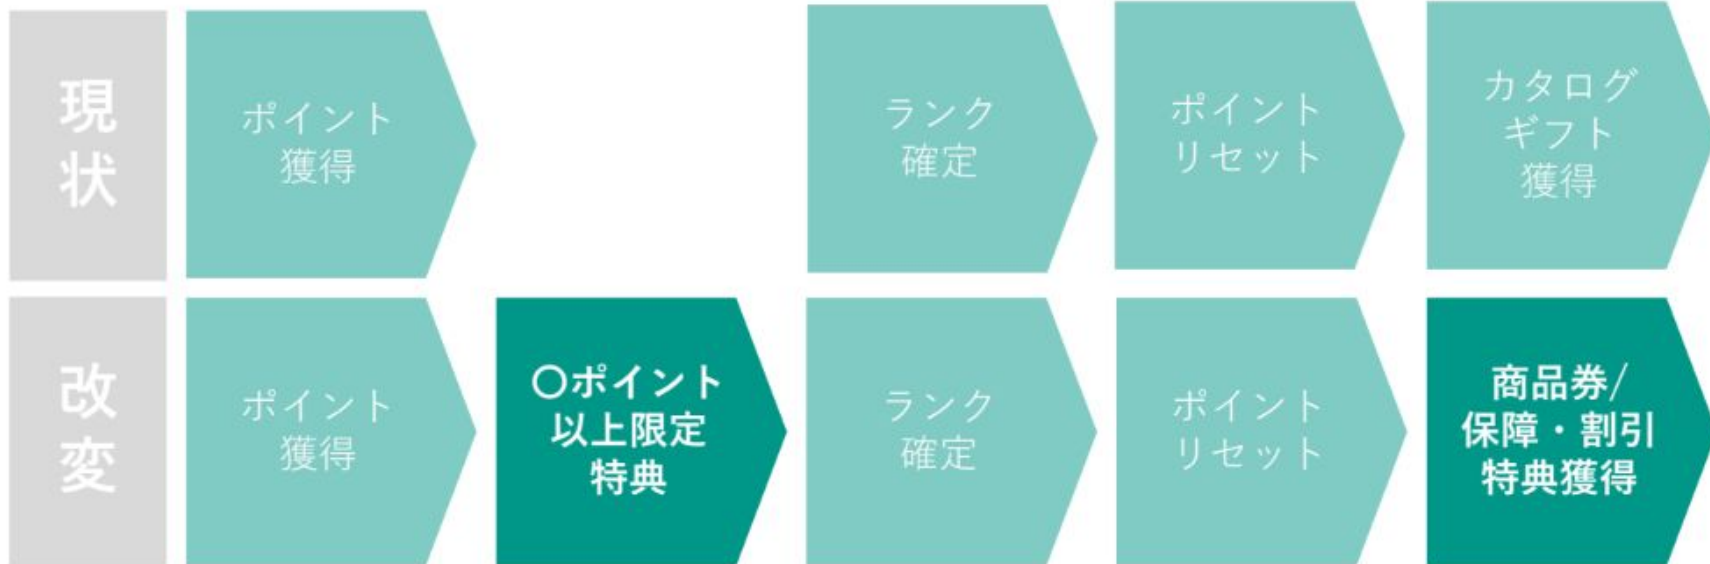 現
状
ポイント
獲得
ランク
確定
ポイント
リセット
カタログ
ギフト
獲得
改
変
ポイント
獲得
〇ポイント
以上限定
特典
ランク
確定
ポイント
リセット
商品券/
保障・割引
特典獲得